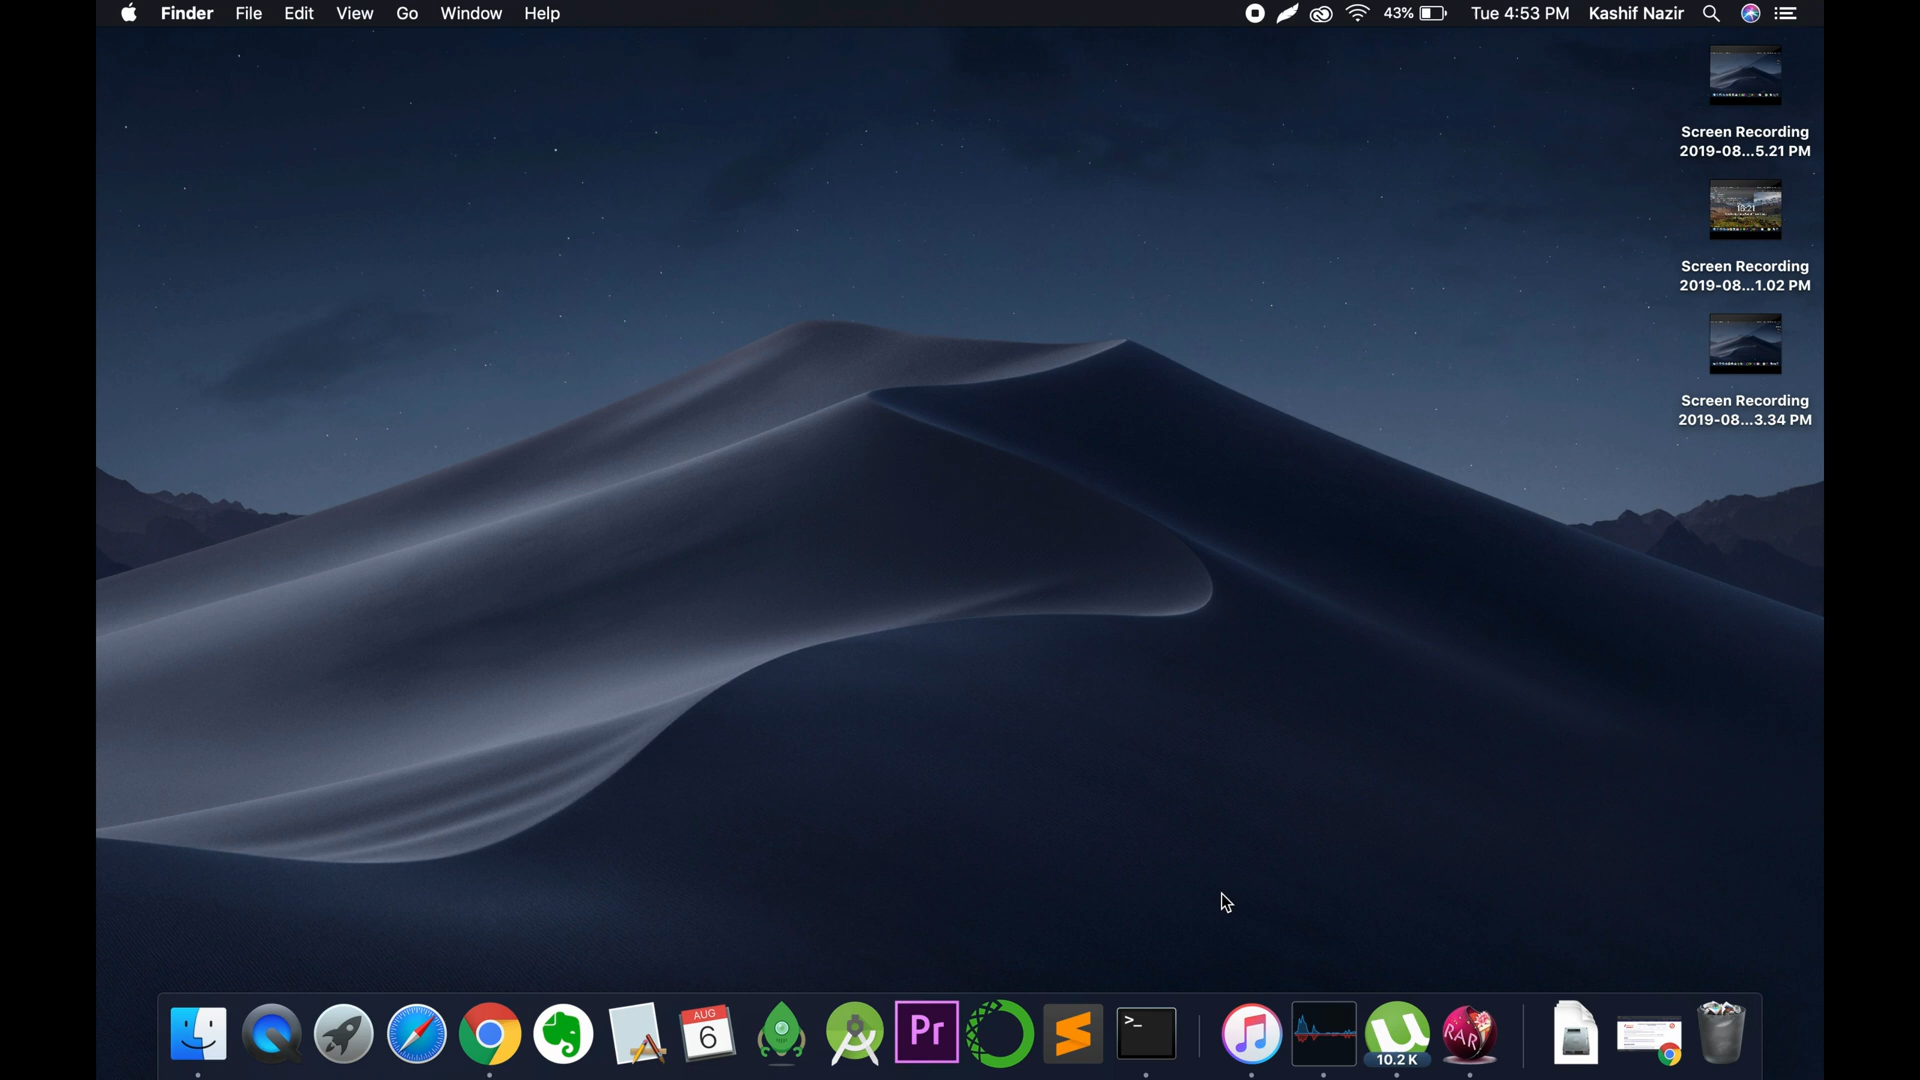 Finder File Edit View Go Window Help 43% Tue 4:53 PM Kashif Nazir
Screen Recording
2019-08...5.21 PM
18:21
Screen Recording
2019-08...1.02 PM
Screen Recording
2019-08...3.34 PM
AUG
6
Pr
>_
RAR
10.2 K